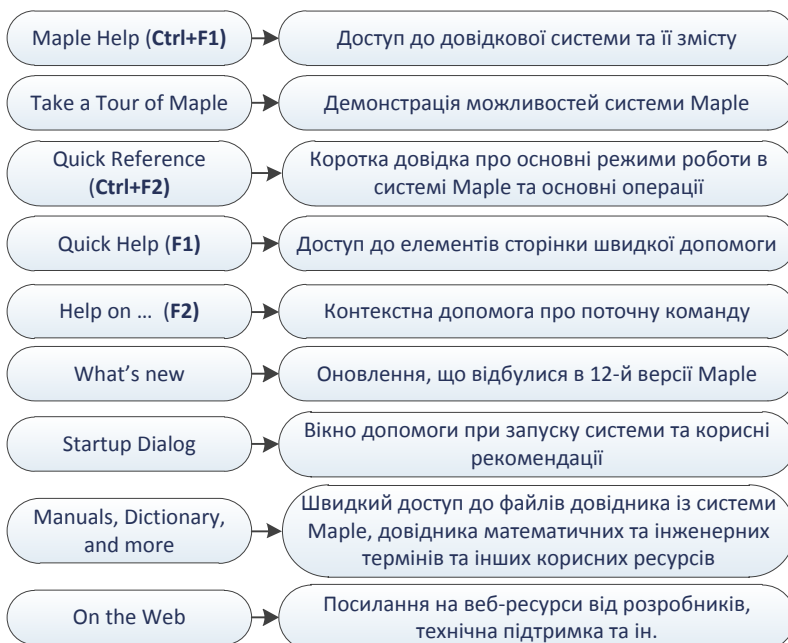 Maple Help (Ctrl+F1)
Доступ до довідкової системи та її змісту
Take a Tour of Maple
Демонстрація можливостей системи Maple
Quick Reference
(Ctrl+F2)
Коротка довідка про основні режими роботи в
системі Maple та основні операції
Quick Help (F1)
Доступ до елементів сторінки швидкої допомоги
Help on ... (F2)
Контекстна допомога про поточну команду
What’s new
Оновлення, що відбулися в 12-й версії Maple
Startup Dialog
Вікно допомоги при запуску системи та корисні
рекомендації
Manuals, Dictionary,
and more
Швидкий доступ до файлів довідника із системи
Maple, довідника математичних та інженерних
термінів та інших корисних ресурсів
On the Web
Посилання на веб-ресурси від розробників,
технічна підтримка та ін.